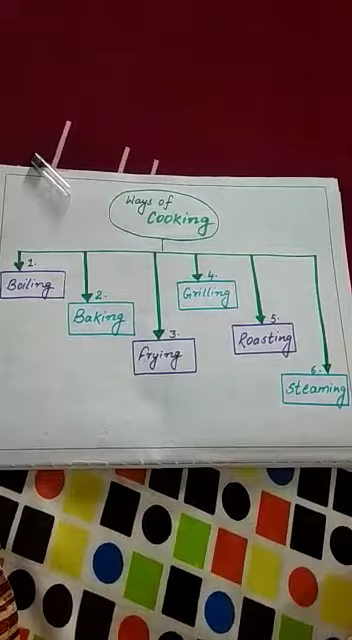 Ways of
Cooking
1.
Boiling
2.
Baking
3.
Frying
4.
Grilling
5.
Roasting
6.
Steaming